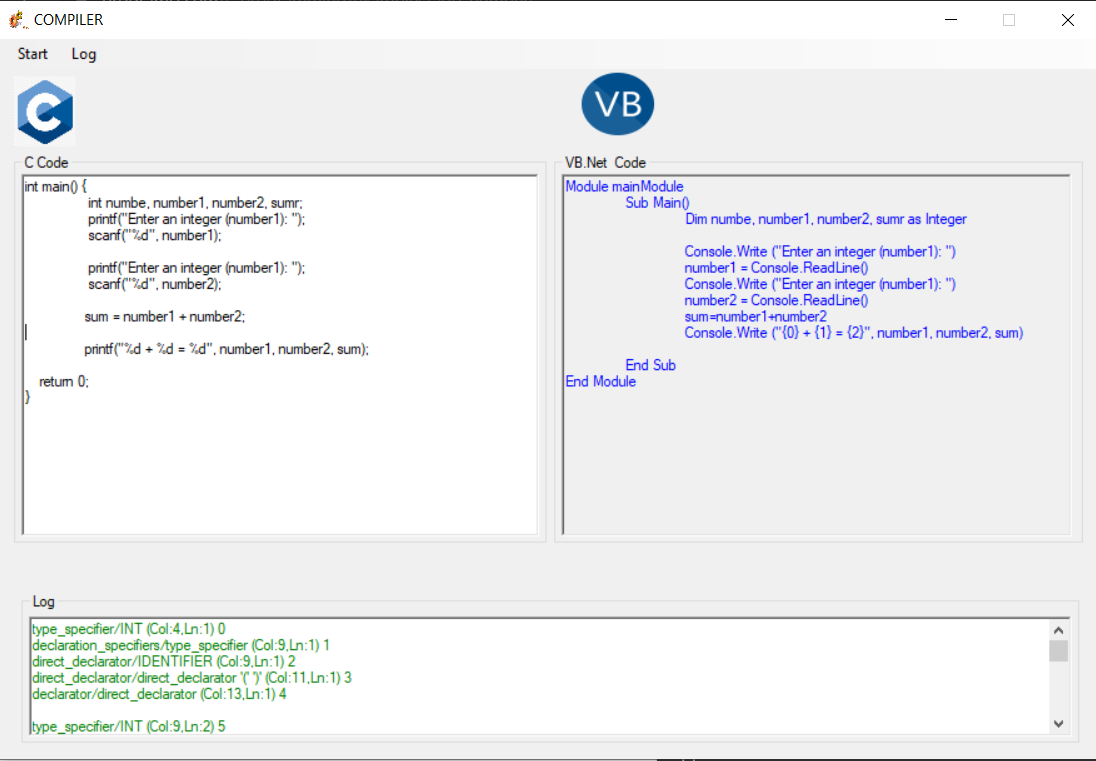 COMPILER
Start Log
C
VB
C Code
int main() {
int numbe, number1, number2, sumr;
printf("Enter an integer (number1): ");
scanf("%d", number1);
printf("Enter an integer (number1): ");
scanf("%d", number2);
sum = number1 + number2;
printf("%d + %d = %d", number1, number2, sum);
return 0;
}
VB.Net Code
Module mainModule
Sub Main()
Dim numbe, number1, number2, sumr as Integer
Console.Write ("Enter an integer (number1): ")
number1 = Console.ReadLine()
Console.Write ("Enter an integer (number1): ")
number2 = Console.ReadLine()
sum=number1+number2
Console.Write ("{0} + {1} = {2}", number1, number2, sum)
End Sub
End Module
Log
type_specifier/INT (Col:4,Ln:1) 0
declaration_specifiers/type_specifier (Col:9,Ln:1) 1
direct_declarator/IDENTIFIER (Col:9,Ln:1) 2
direct_declarator/direct_declarator '(' ')' (Col:11,Ln:1) 3
declarator/direct_declarator (Col:13,Ln:1) 4
type_specifier/INT (Col:9,Ln:2) 5